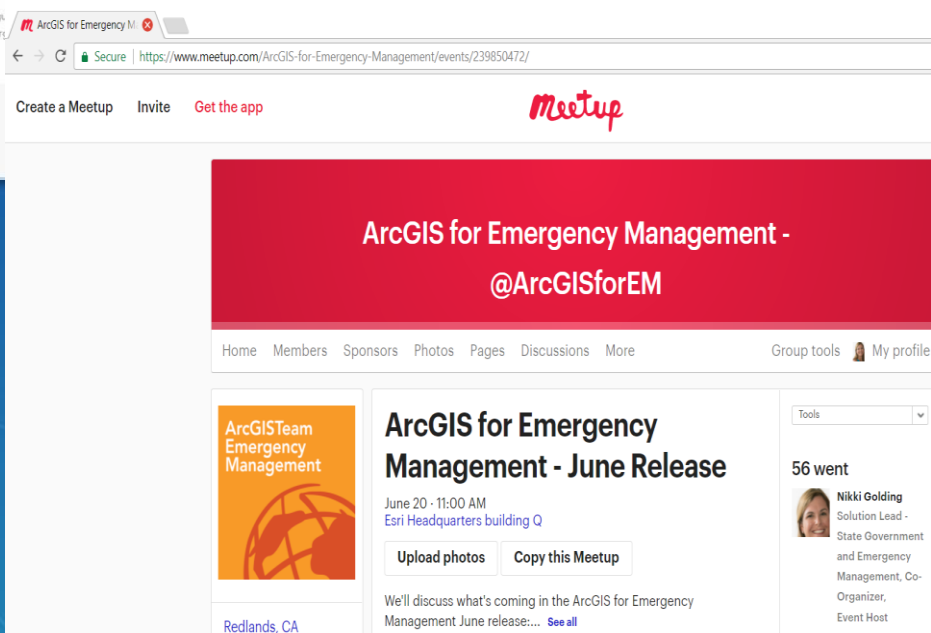 ArcGIS for Emergency M
Secure https://www.meetup.com/ArcGIS-for-Emergency-Management/events/239850472/
Create a Meetup Invite Get the app
meetup
ArcGIS for Emergency Management -
@ArcGISforEM
Home Members Sponsors Photos Pages Discussions More Group tools My profile
ArcGISTeam
Emergency
Management
Redlands, CA
ArcGIS for Emergency
Management - June Release
June 20 · 11:00 AM
Esri Headquarters building Q
Upload photos Copy this Meetup
We'll discuss what's coming in the ArcGIS for Emergency
Management June release:... See all
Tools
56 went
Nikki Golding
Solution Lead -
State Government
and Emergency
Management, Co-
Organizer,
Event Host